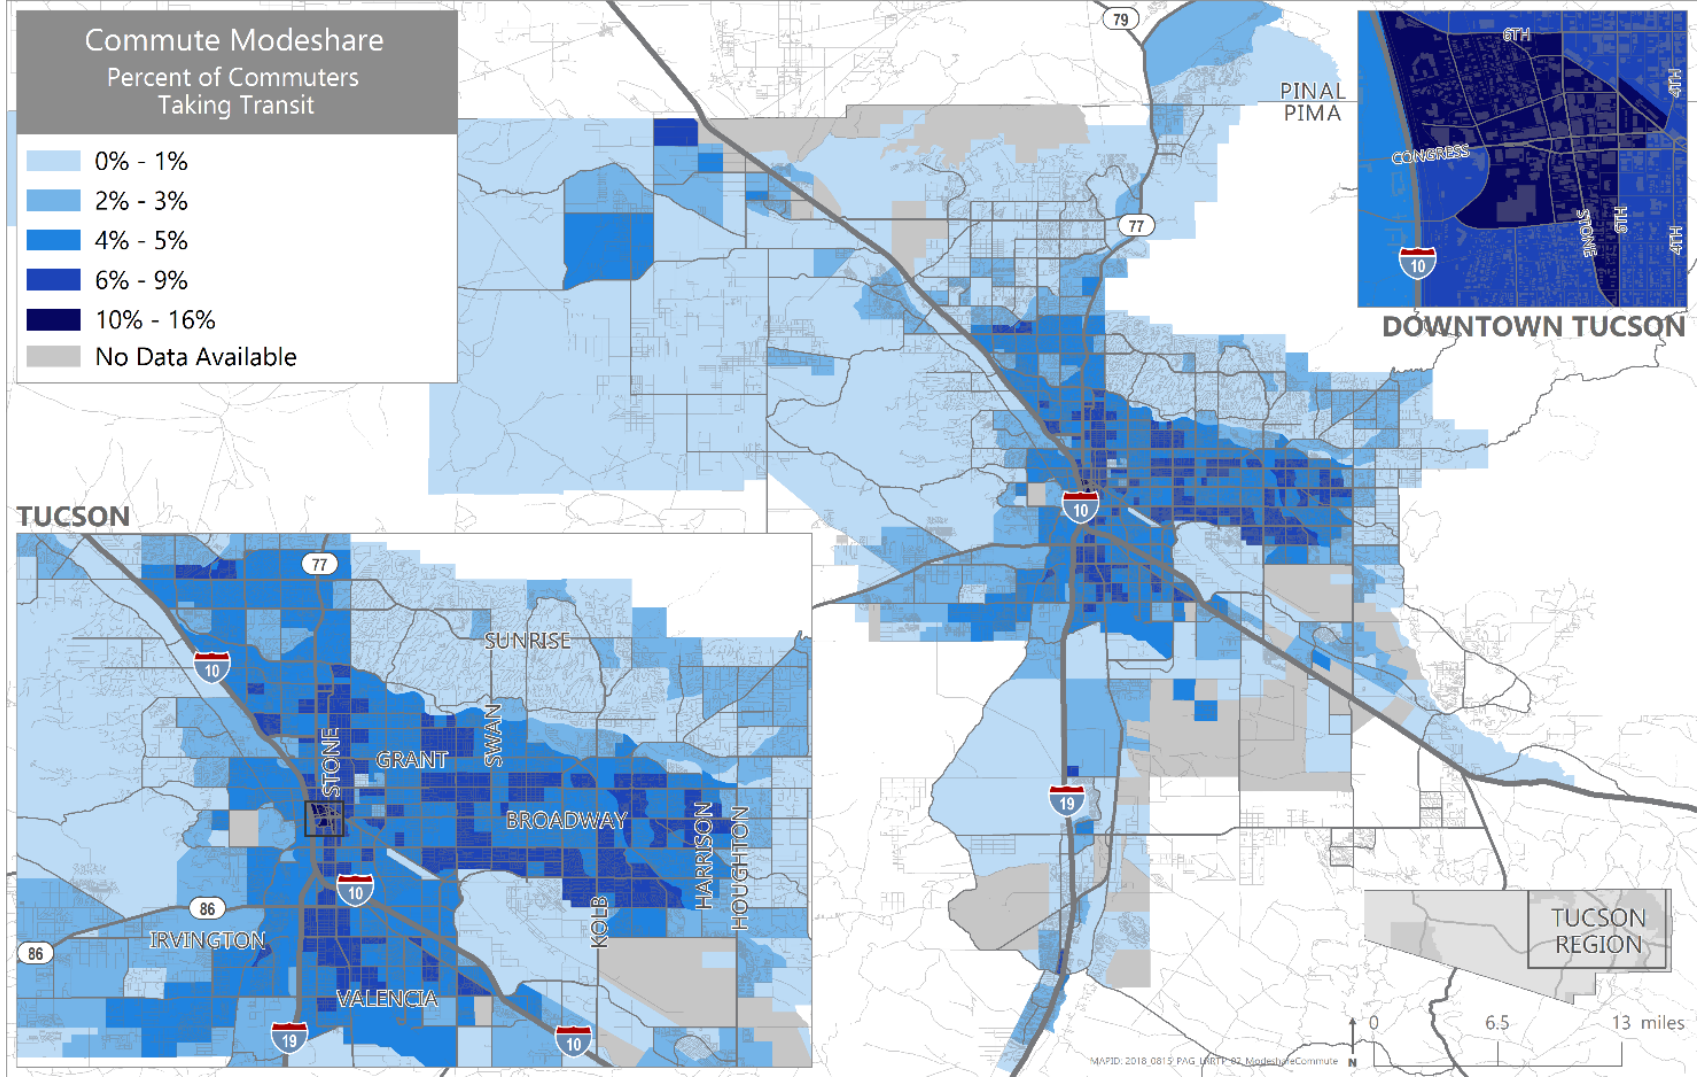 Commute Modeshare
Percent of Commuters
Taking Transit
0% - 1%
2% - 3%
4% - 5%
6% - 9%
10% - 16%
No Data Available
79
PINAL
PIMA
77
10
19
6TH
4TH
CONGRESS
STONE
6TH
4TH
10
DOWNTOWN TUCSON
TUCSON
77
10
SUNRISE
STONE
GRANT
SWAN
BROADWAY
HARRISON
HOUGHTON
10
86
86
IRVINGTON
KOLB
VALENCIA
19
10
TUCSON
REGION
0 6.5 13 miles
N
MAPID: 2018_0815_PAG_LRRTP_02_ModeshareCommute